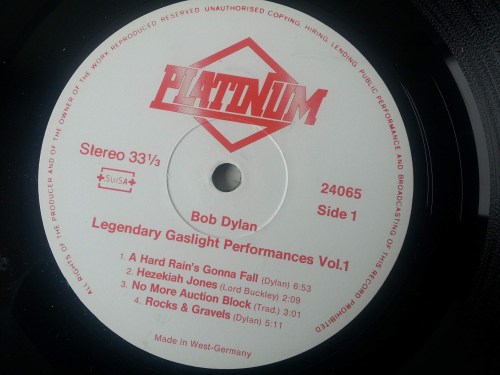 ALL RIGHTS OF THE PRODUCER AND OF THE OWNER OF THE WORK REPRODUCED RESERVED. UNAUTHORISED COPYING, HIRING, LENDING, PUBLIC PERFORMANCE AND BROADCASTING OF THIS RECORD PROHIBITED
PLATINUM
Stereo 33 1/3
SUISA
24065
Side 1
Bob Dylan
Legendary Gaslight Performances Vol.1
1. A Hard Rain's Gonna Fall (Dylan) 6:53
2. Hezekiah Jones (Lord Buckley) 2:09
3. No More Auction Block (Trad.) 3:01
4. Rocks & Gravels (Dylan) 5:11
Made in West-Germany